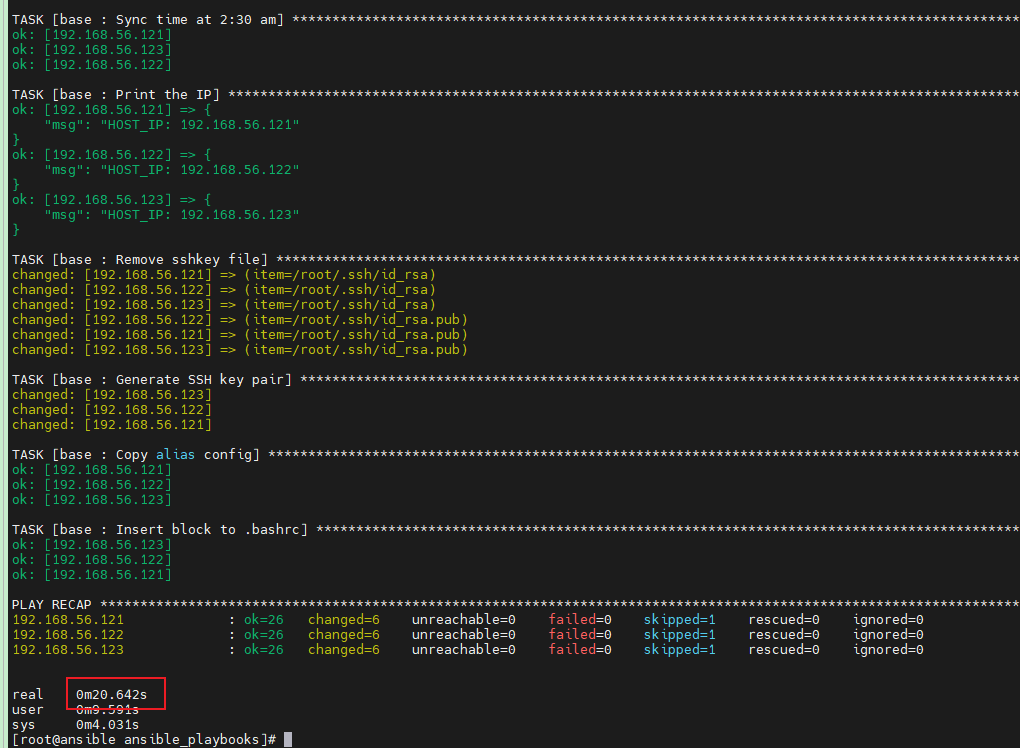 TASK [base : Sync time at 2:30 am] *******************************************************************************************
ok: [192.168.56.121]
ok: [192.168.56.123]
ok: [192.168.56.122]
TASK [base : Print the IP] ***************************************************************************************************
ok: [192.168.56.121] => {
    "msg": "HOST_IP: 192.168.56.121"
}
ok: [192.168.56.122] => {
    "msg": "HOST_IP: 192.168.56.122"
}
ok: [192.168.56.123] => {
    "msg": "HOST_IP: 192.168.56.123"
}
TASK [base : Remove sshkey file] *********************************************************************************************
changed: [192.168.56.121] => (item=/root/.ssh/id_rsa)
changed: [192.168.56.122] => (item=/root/.ssh/id_rsa)
changed: [192.168.56.123] => (item=/root/.ssh/id_rsa)
changed: [192.168.56.122] => (item=/root/.ssh/id_rsa.pub)
changed: [192.168.56.121] => (item=/root/.ssh/id_rsa.pub)
changed: [192.168.56.123] => (item=/root/.ssh/id_rsa.pub)
TASK [base : Generate SSH key pair] ******************************************************************************************
changed: [192.168.56.123]
changed: [192.168.56.122]
changed: [192.168.56.121]
TASK [base : Copy alias config] **********************************************************************************************
ok: [192.168.56.121]
ok: [192.168.56.122]
ok: [192.168.56.123]
TASK [base : Insert block to .bashrc] ****************************************************************************************
ok: [192.168.56.123]
ok: [192.168.56.122]
ok: [192.168.56.121]
PLAY RECAP *******************************************************************************************************************
192.168.56.121             : ok=26   changed=6    unreachable=0    failed=0    skipped=1    rescued=0    ignored=0
192.168.56.122             : ok=26   changed=6    unreachable=0    failed=0    skipped=1    rescued=0    ignored=0
192.168.56.123             : ok=26   changed=6    unreachable=0    failed=0    skipped=1    rescued=0    ignored=0
real    0m20.642s
user    0m9.591s
sys     0m4.031s
[root@ansible ansible_playbooks]#